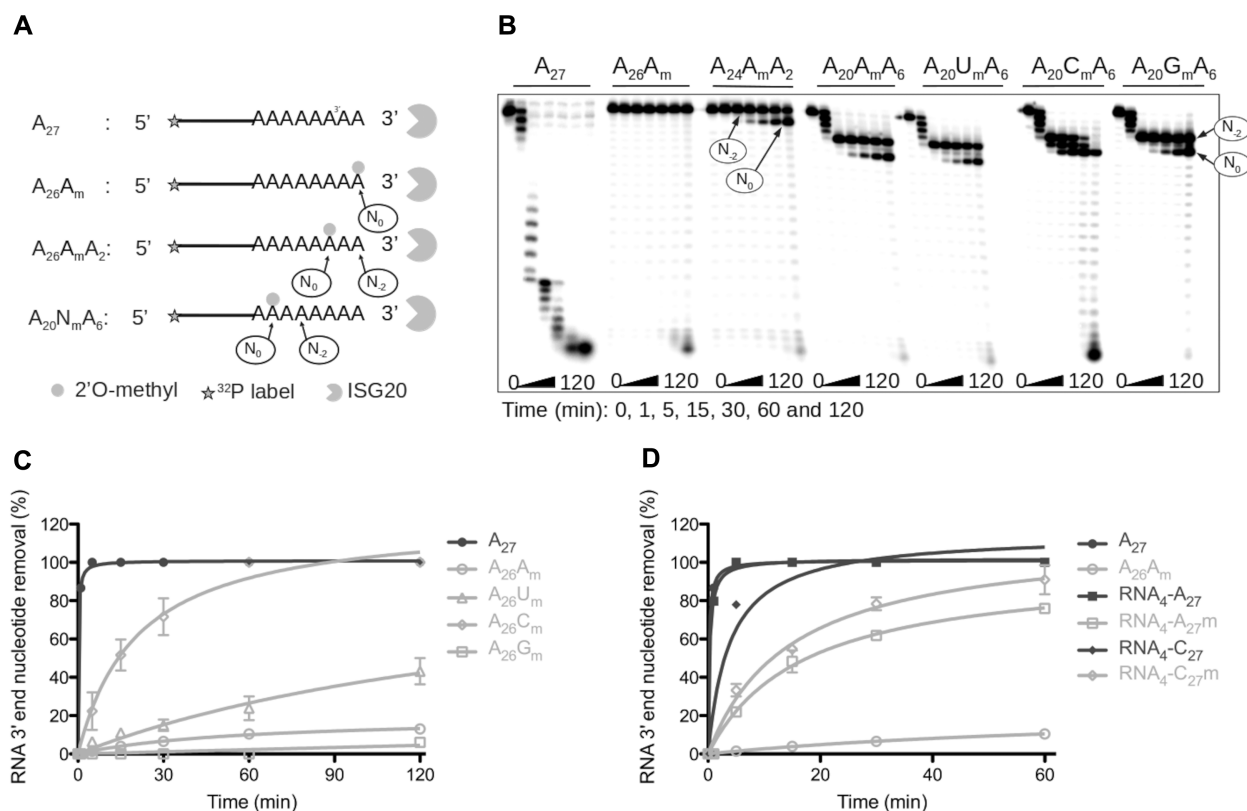 A
A₂₇ : 5’ AAAAAAA3'AA 3’
A₂₆Aₘ : 5’ AAAAAAAA 3’
N₀
A₂₆AₘA₂: 5’ AAAAAAAA 3’
N₀ N₋₂
A₂₀NₘA₆: 5’ AAAAAAAA 3’
N₀ N₋₂
2’O-methyl ³²P label ISG20
B
A₂₇ A₂₆Aₘ A₂₄AₘA₂ A₂₀AₘA₆ A₂₀UₘA₆ A₂₀CₘA₆ A₂₀GₘA₆
N₋₂
N₀
N₋₂
N₀
0 120 0 120 0 120 0 120 0 120 0 120 0 120
Time (min): 0, 1, 5, 15, 30, 60 and 120
C
RNA 3’ end nucleotide removal (%)
120
100
80
60
40
20
0
0 30 60 90 120
Time (min)
A₂₇
A₂₆Aₘ
A₂₆Uₘ
A₂₆Cₘ
A₂₆Gₘ
D
RNA 3’ end nucleotide removal (%)
120
100
80
60
40
20
0
0 20 40 60
Time (min)
A₂₇
A₂₆Aₘ
RNA₄-A₂₇
RNA₄-A₂₇m
RNA₄-C₂₇
RNA₄-C₂₇m